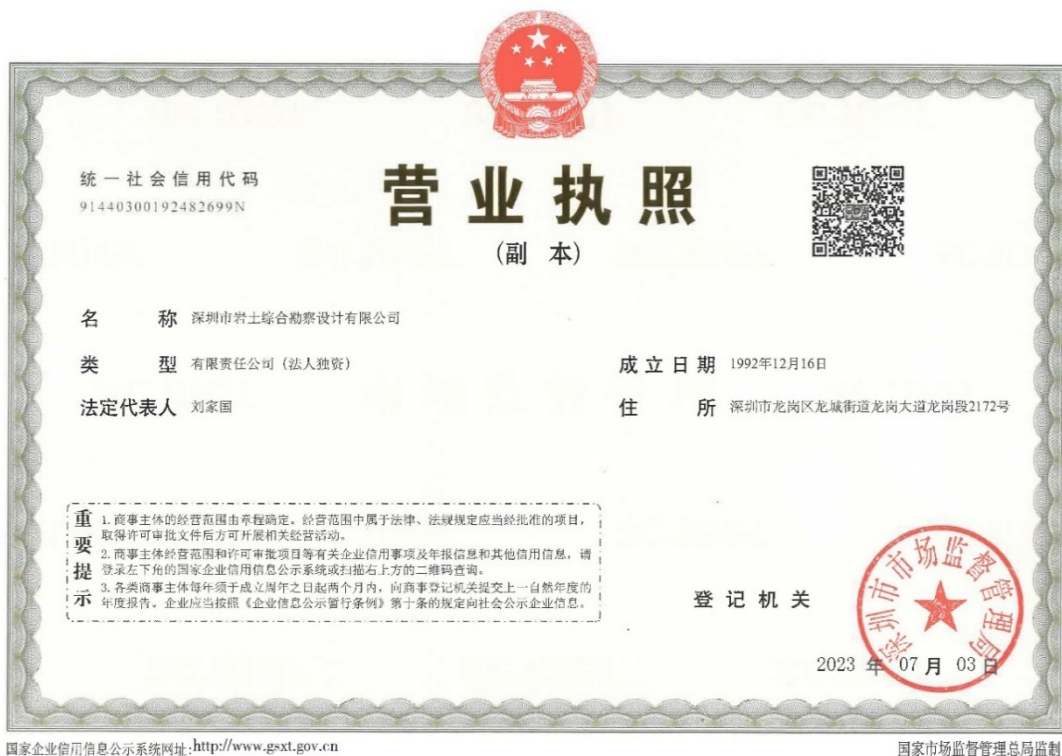 统一社会信用代码
91440300192482699N
营业执照
(副 本)
名 称 深圳市岩土综合勘察设计有限公司
类 型 有限责任公司（法人独资）
成立日期 1992年12月16日
法定代表人 刘家国
住 所 深圳市龙岗区龙城街道龙岗大道龙岗段2172号
重要提示
1.商事主体的经营范围由章程确定。经营范围中属于法律、法规规定应当经批准的项目，
取得许可审批文件后方可开展相关经营活动。
2.商事主体经营范围和许可审批项目等有关企业信用事项及年报信息和其他信用信息，请
登录左下角的国家企业信用信息公示系统或扫描右上方的二维码查询。
3.各类商事主体每年须于成立周年之日起两个月内，向商事登记机关提交上一自然年度的
年度报告。企业应当按照《企业信息公示暂行条例》第十条的规定向社会公示企业信息。
登记机关
深圳市市场监督管理局
2023 年 07 月 03 日
国家企业信用信息公示系统网址:http://www.gsxt.gov.cn
国家市场监督管理总局监制